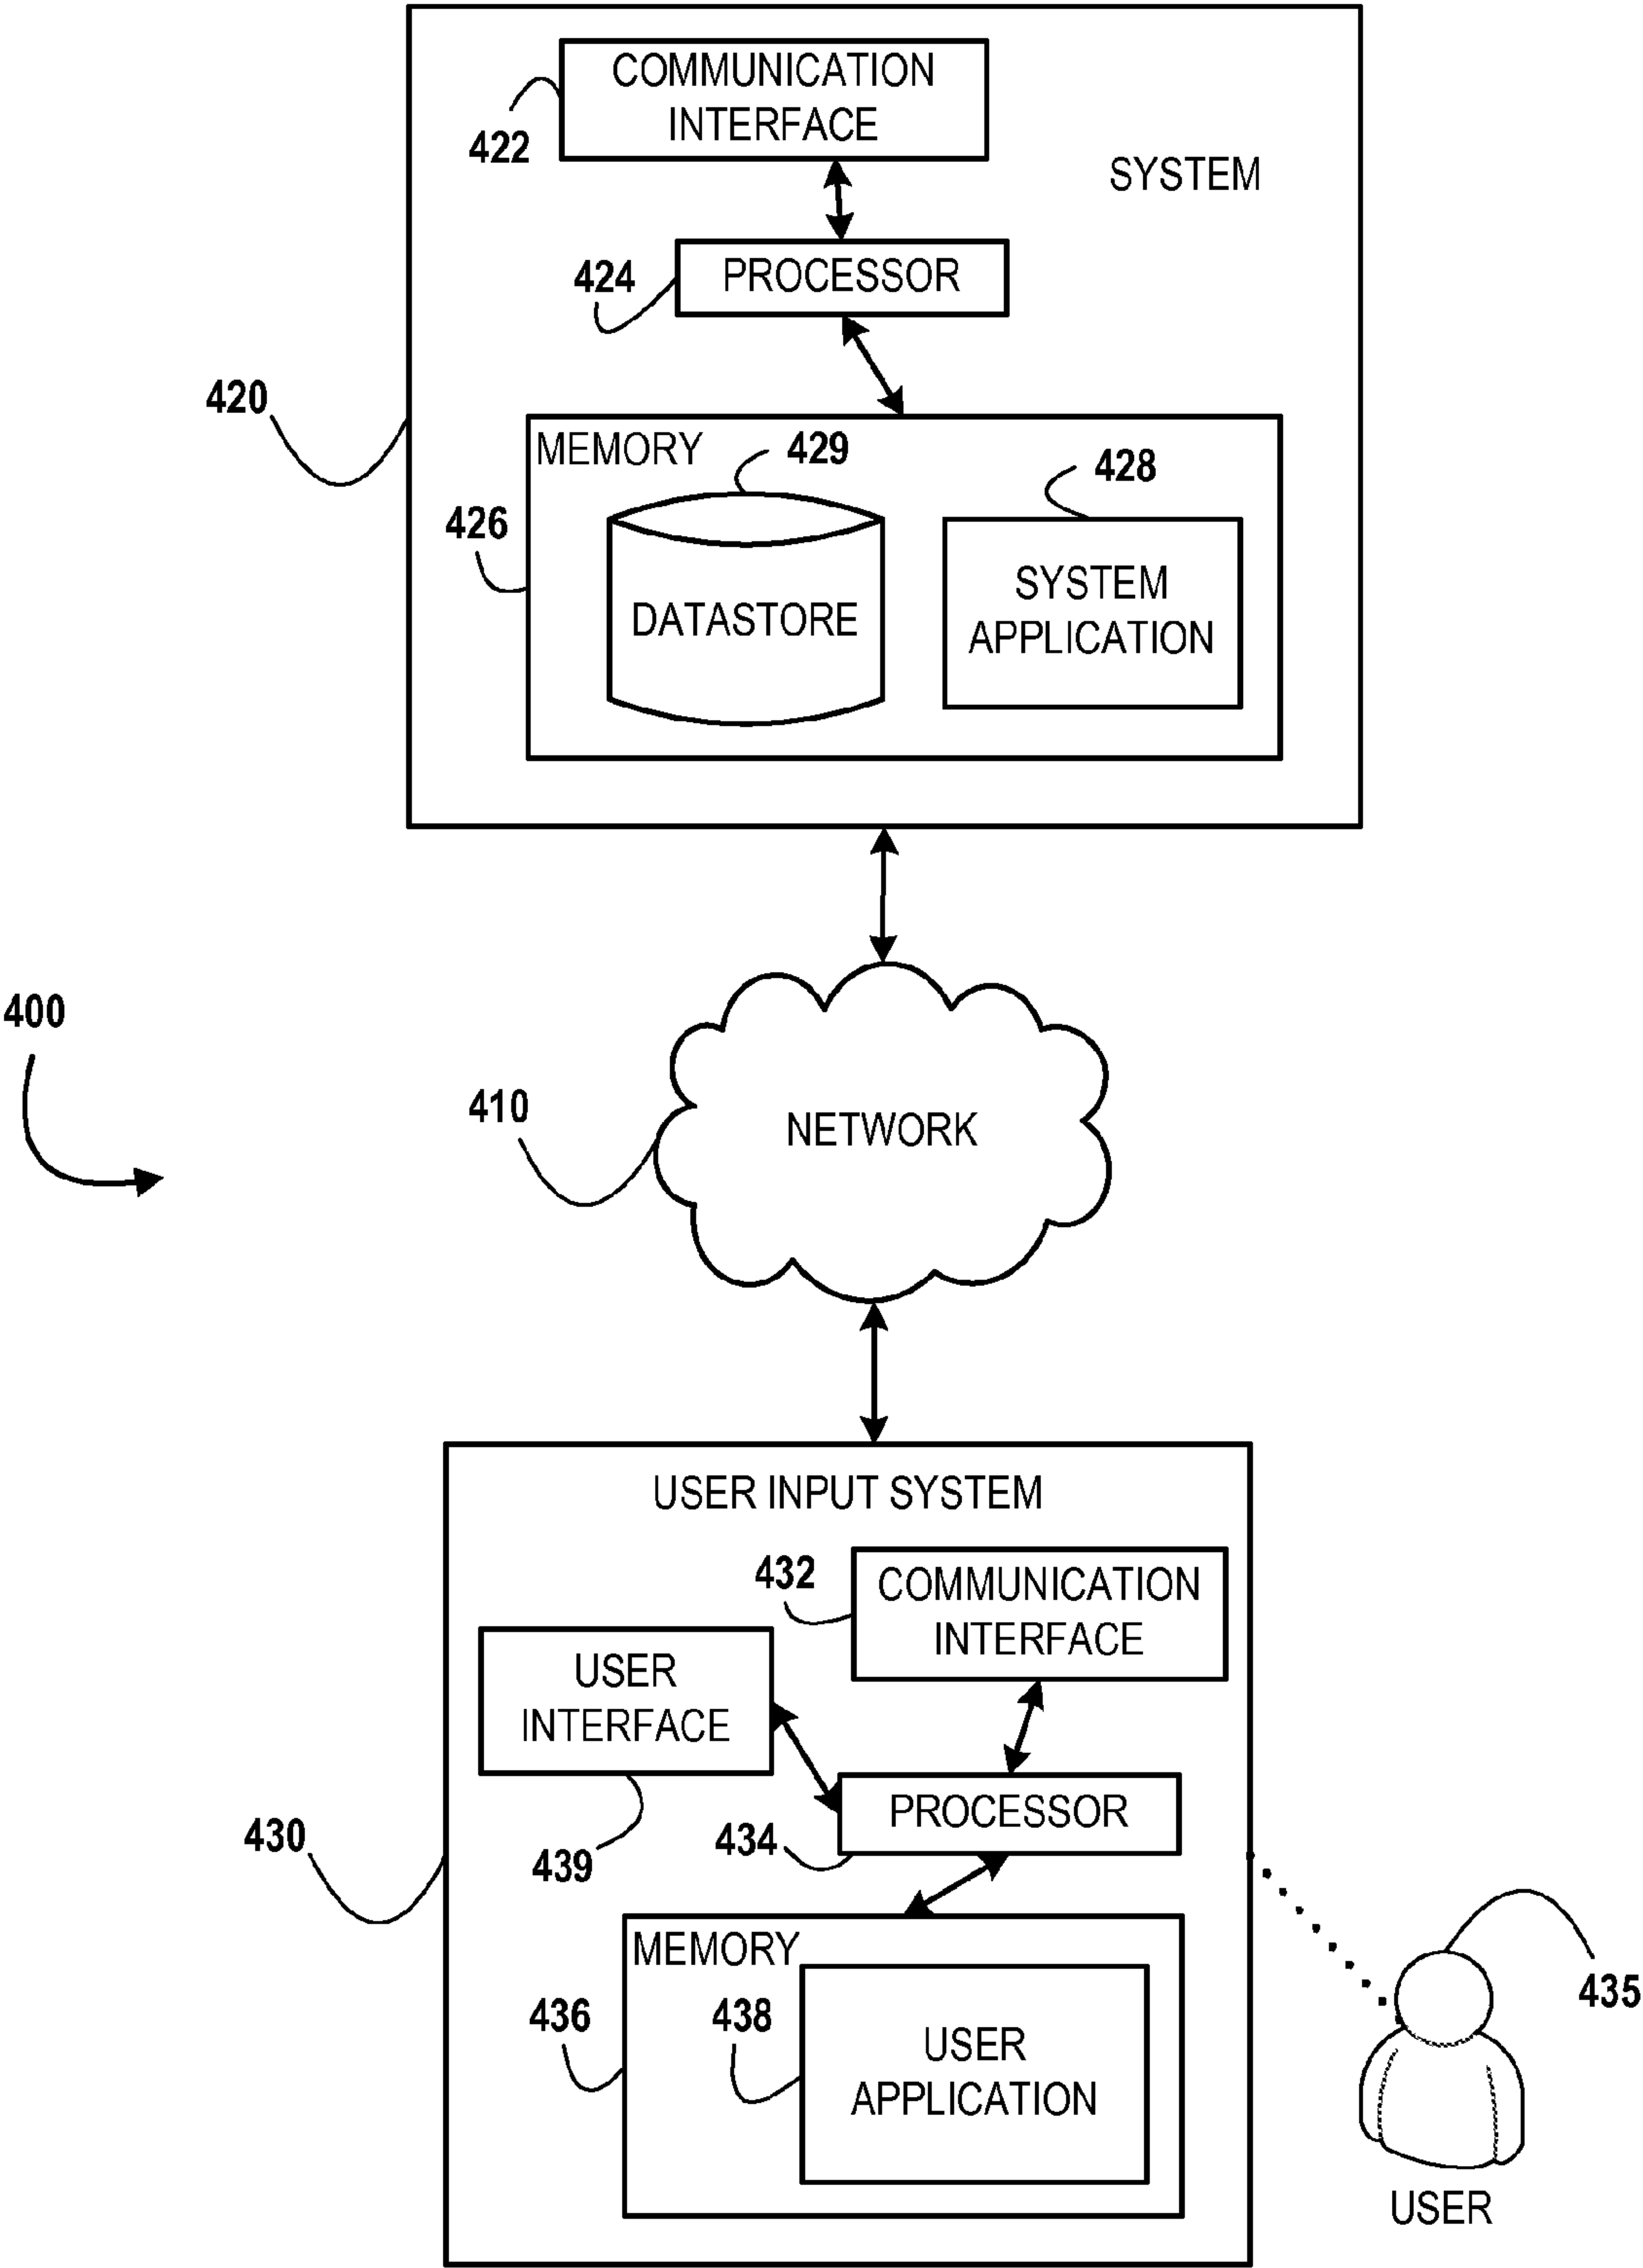 COMMUNICATION
INTERFACE
422
SYSTEM
424
PROCESSOR
420
MEMORY
429
428
426
DATASTORE
SYSTEM
APPLICATION
400
410
NETWORK
USER INPUT SYSTEM
432
COMMUNICATION
INTERFACE
USER
INTERFACE
PROCESSOR
430
439
434
MEMORY
435
436
438
USER
APPLICATION
USER